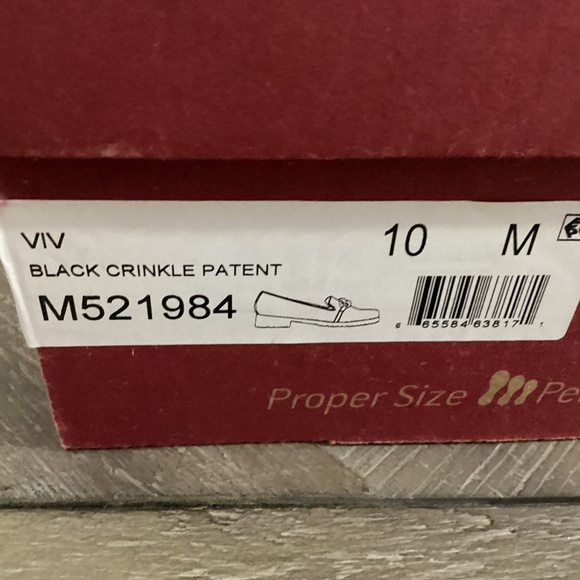 VIV 10 M
BLACK CRINKLE PATENT
M521984
6 65584 63817 1
Proper Size